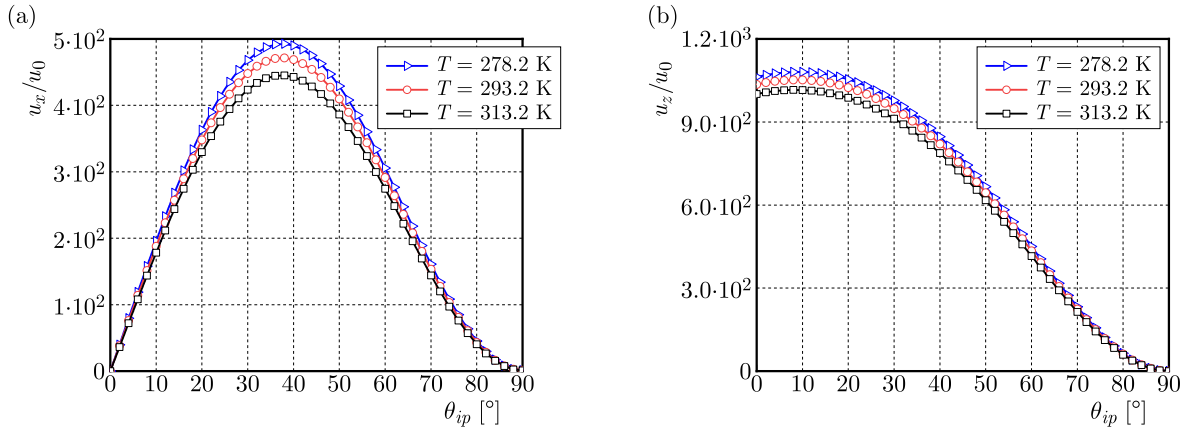 (a)
u_x/u_0
5·10²
4·10²
3·10²
2·10²
1·10²
0
0 10 20 30 40 50 60 70 80 90
θ_ip [°]
T = 278.2 K
T = 293.2 K
T = 313.2 K
(b)
u_z/u_0
1.2·10³
9.0·10²
6.0·10²
3.0·10²
0
0 10 20 30 40 50 60 70 80 90
θ_ip [°]
T = 278.2 K
T = 293.2 K
T = 313.2 K